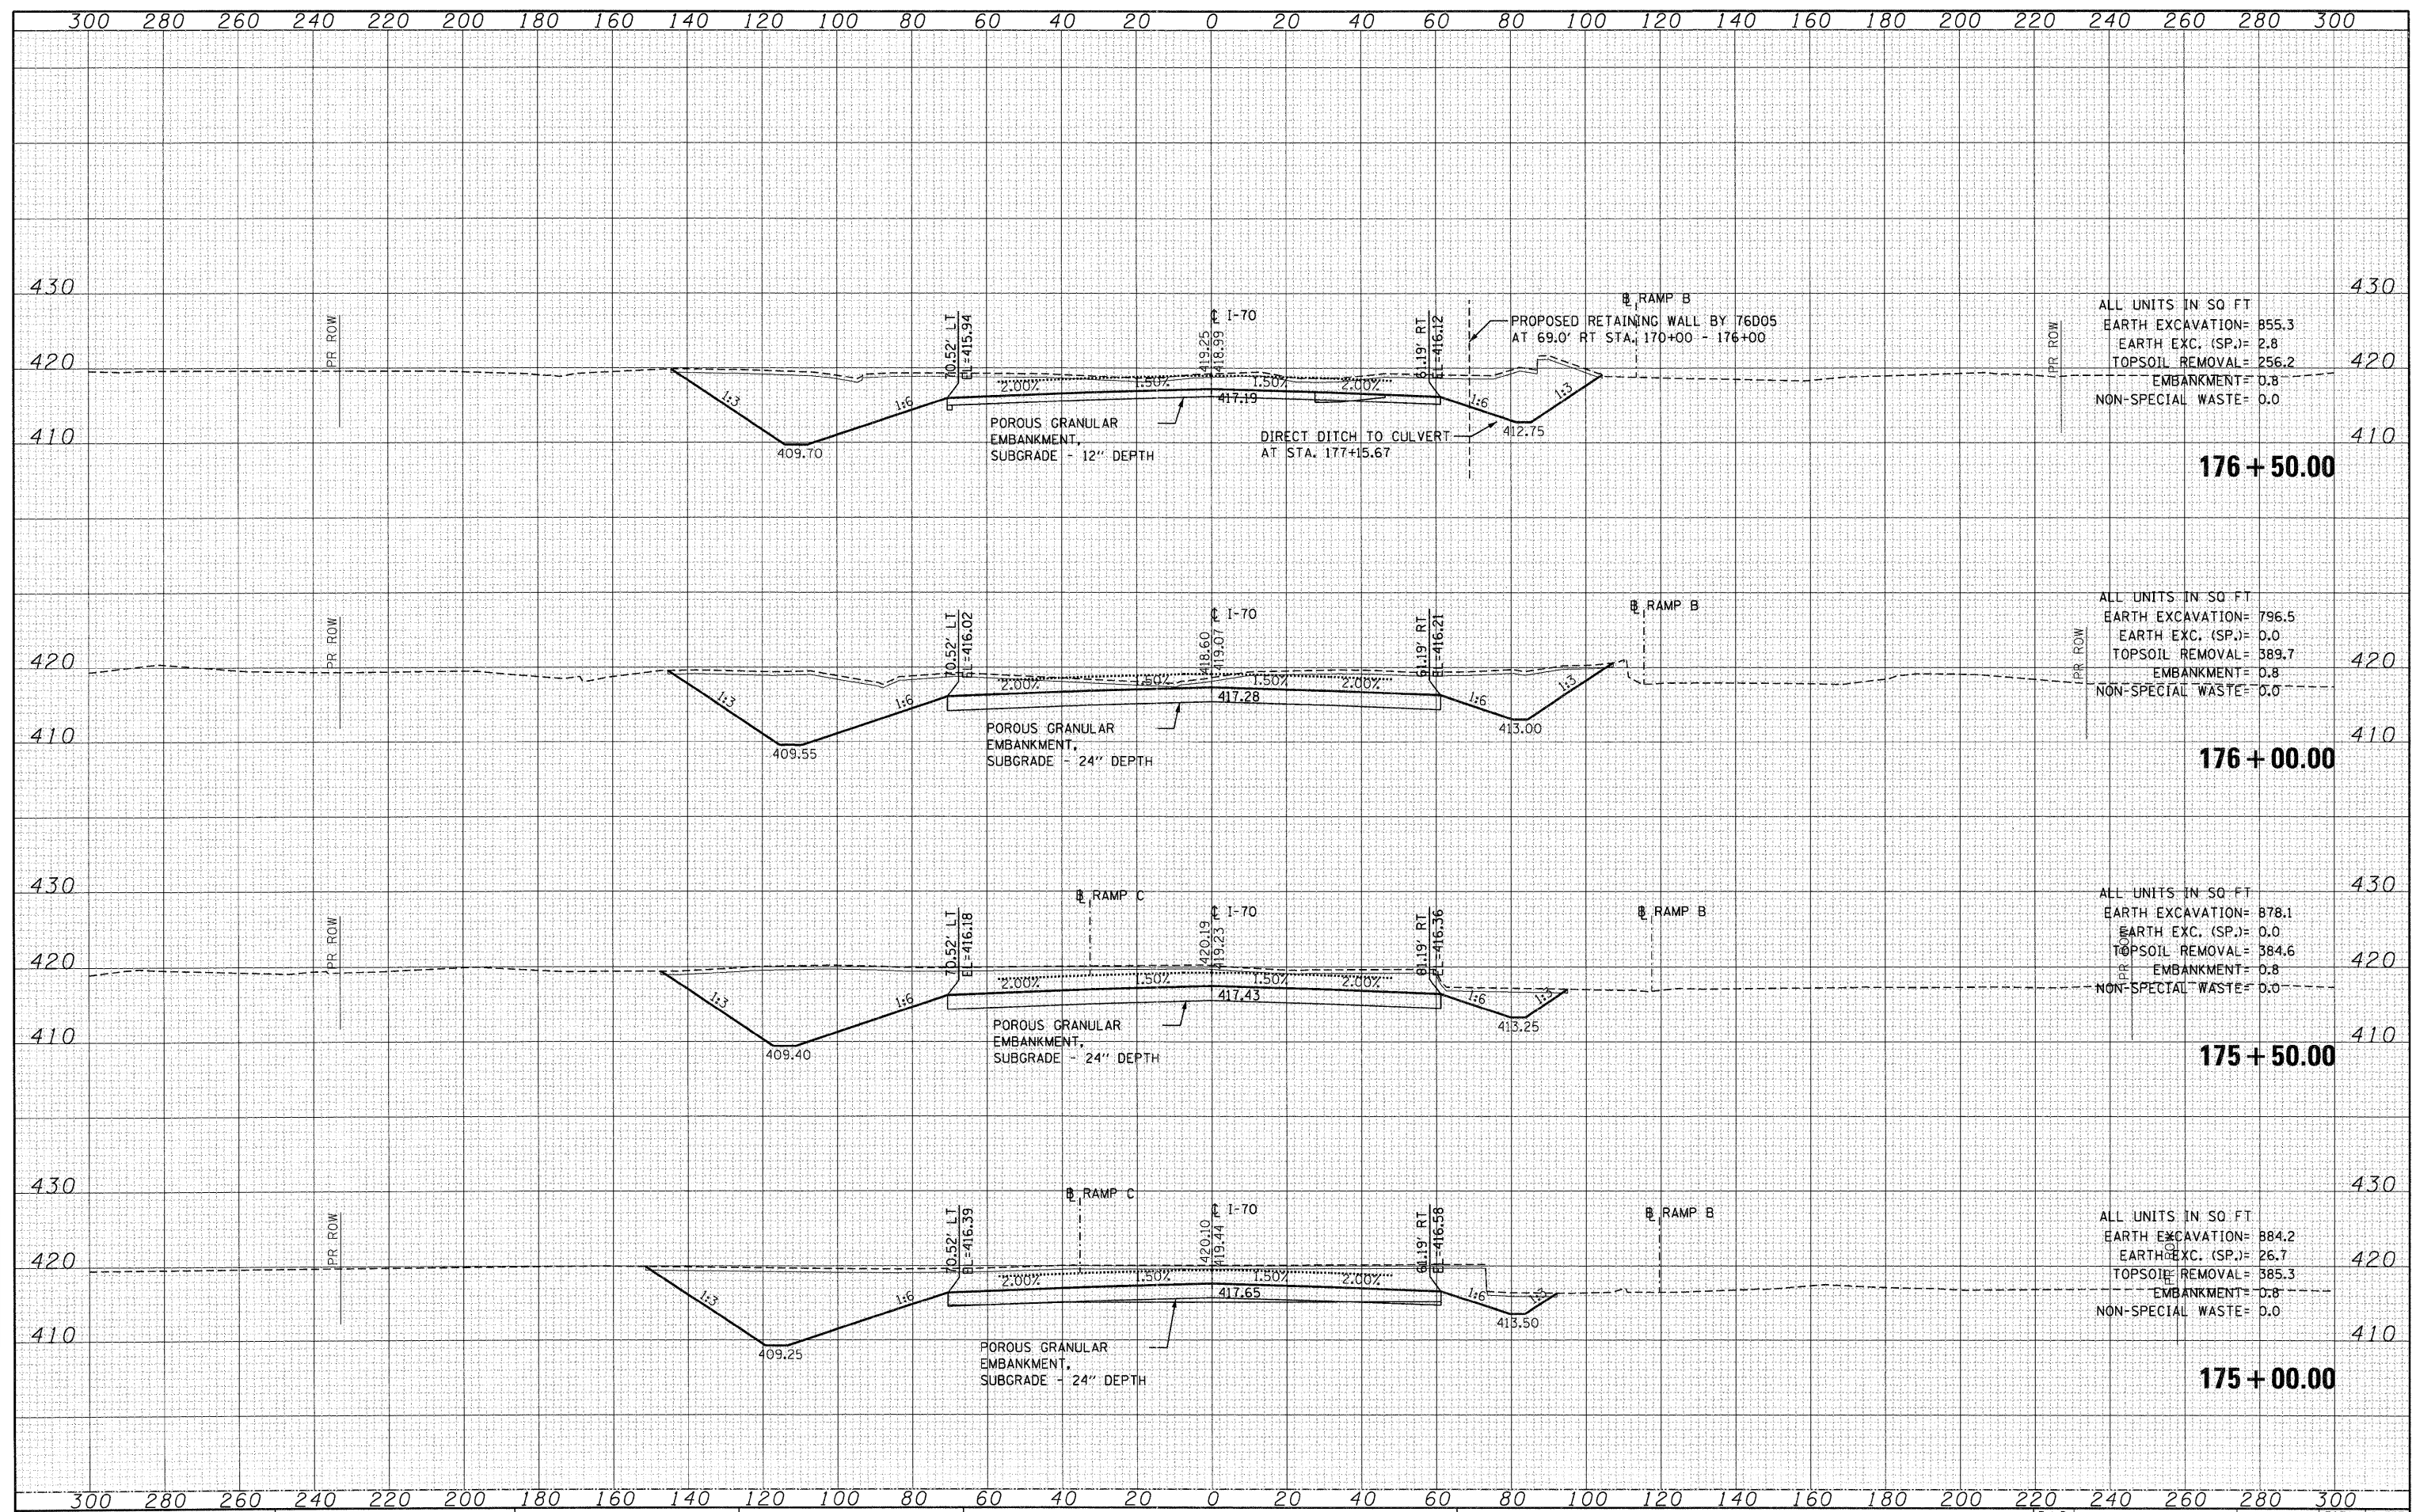 300 280 260 240 220 200 180 160 140 120 100 80 60 40 20 0 20 40 60 80 100 120 140 160 180 200 220 240 260 280 300
430
430
PR ROW
70.52' LT
EL=415.94
419.25
418.99
℄ I-70
61.19' RT
EL=416.12
PROPOSED RETAINING WALL BY 76D05
AT 69.0' RT STA. 170+00 - 176+00
℄ RAMP B
PR ROW
ALL UNITS IN SQ FT
EARTH EXCAVATION= 855.3
EARTH EXC. (SP.)= 2.8
TOPSOIL REMOVAL= 256.2
EMBANKMENT= 0.8
NON-SPECIAL WASTE= 0.0
420
420
1:3
1:6
2.00%
1.50%
1.50%
2.00%
417.19
1:6
1:3
POROUS GRANULAR
EMBANKMENT,
SUBGRADE - 12" DEPTH
DIRECT DITCH TO CULVERT
AT STA. 177+15.67
412.75
409.70
410
410
176+50.00
PR ROW
70.52' LT
EL=416.02
418.60
419.07
℄ I-70
61.19' RT
EL=416.21
℄ RAMP B
PR ROW
ALL UNITS IN SQ FT
EARTH EXCAVATION= 796.5
EARTH EXC. (SP.)= 0.0
TOPSOIL REMOVAL= 389.7
EMBANKMENT= 0.8
NON-SPECIAL WASTE= 0.0
420
420
1:3
1:6
2.00%
1.50%
1.50%
2.00%
417.28
1:6
1:3
POROUS GRANULAR
EMBANKMENT,
SUBGRADE - 24" DEPTH
413.00
409.55
410
410
176+00.00
430
430
PR ROW
℄ RAMP C
70.52' LT
EL=416.18
420.19
419.23
℄ I-70
61.19' RT
EL=416.36
℄ RAMP B
PR ROW
ALL UNITS IN SQ FT
EARTH EXCAVATION= 878.1
EARTH EXC. (SP.)= 0.0
TOPSOIL REMOVAL= 384.6
EMBANKMENT= 0.8
NON-SPECIAL WASTE= 0.0
420
420
1:3
1:6
2.00%
1.50%
1.50%
2.00%
417.43
1:6
1:3
POROUS GRANULAR
EMBANKMENT,
SUBGRADE - 24" DEPTH
413.25
409.40
410
410
175+50.00
430
430
PR ROW
℄ RAMP C
70.52' LT
EL=416.39
420.10
419.44
℄ I-70
61.19' RT
EL=416.58
℄ RAMP B
PR ROW
ALL UNITS IN SQ FT
EARTH EXCAVATION= 884.2
EARTH EXC. (SP.)= 26.7
TOPSOIL REMOVAL= 385.3
EMBANKMENT= 0.8
NON-SPECIAL WASTE= 0.0
420
420
1:3
1:6
2.00%
1.50%
1.50%
2.00%
417.65
1:6
1:3
POROUS GRANULAR
EMBANKMENT,
SUBGRADE - 24" DEPTH
413.50
409.25
410
410
175+00.00
300 280 260 240 220 200 180 160 140 120 100 80 60 40 20 0 20 40 60 80 100 120 140 160 180 200 220 240 260 280 300